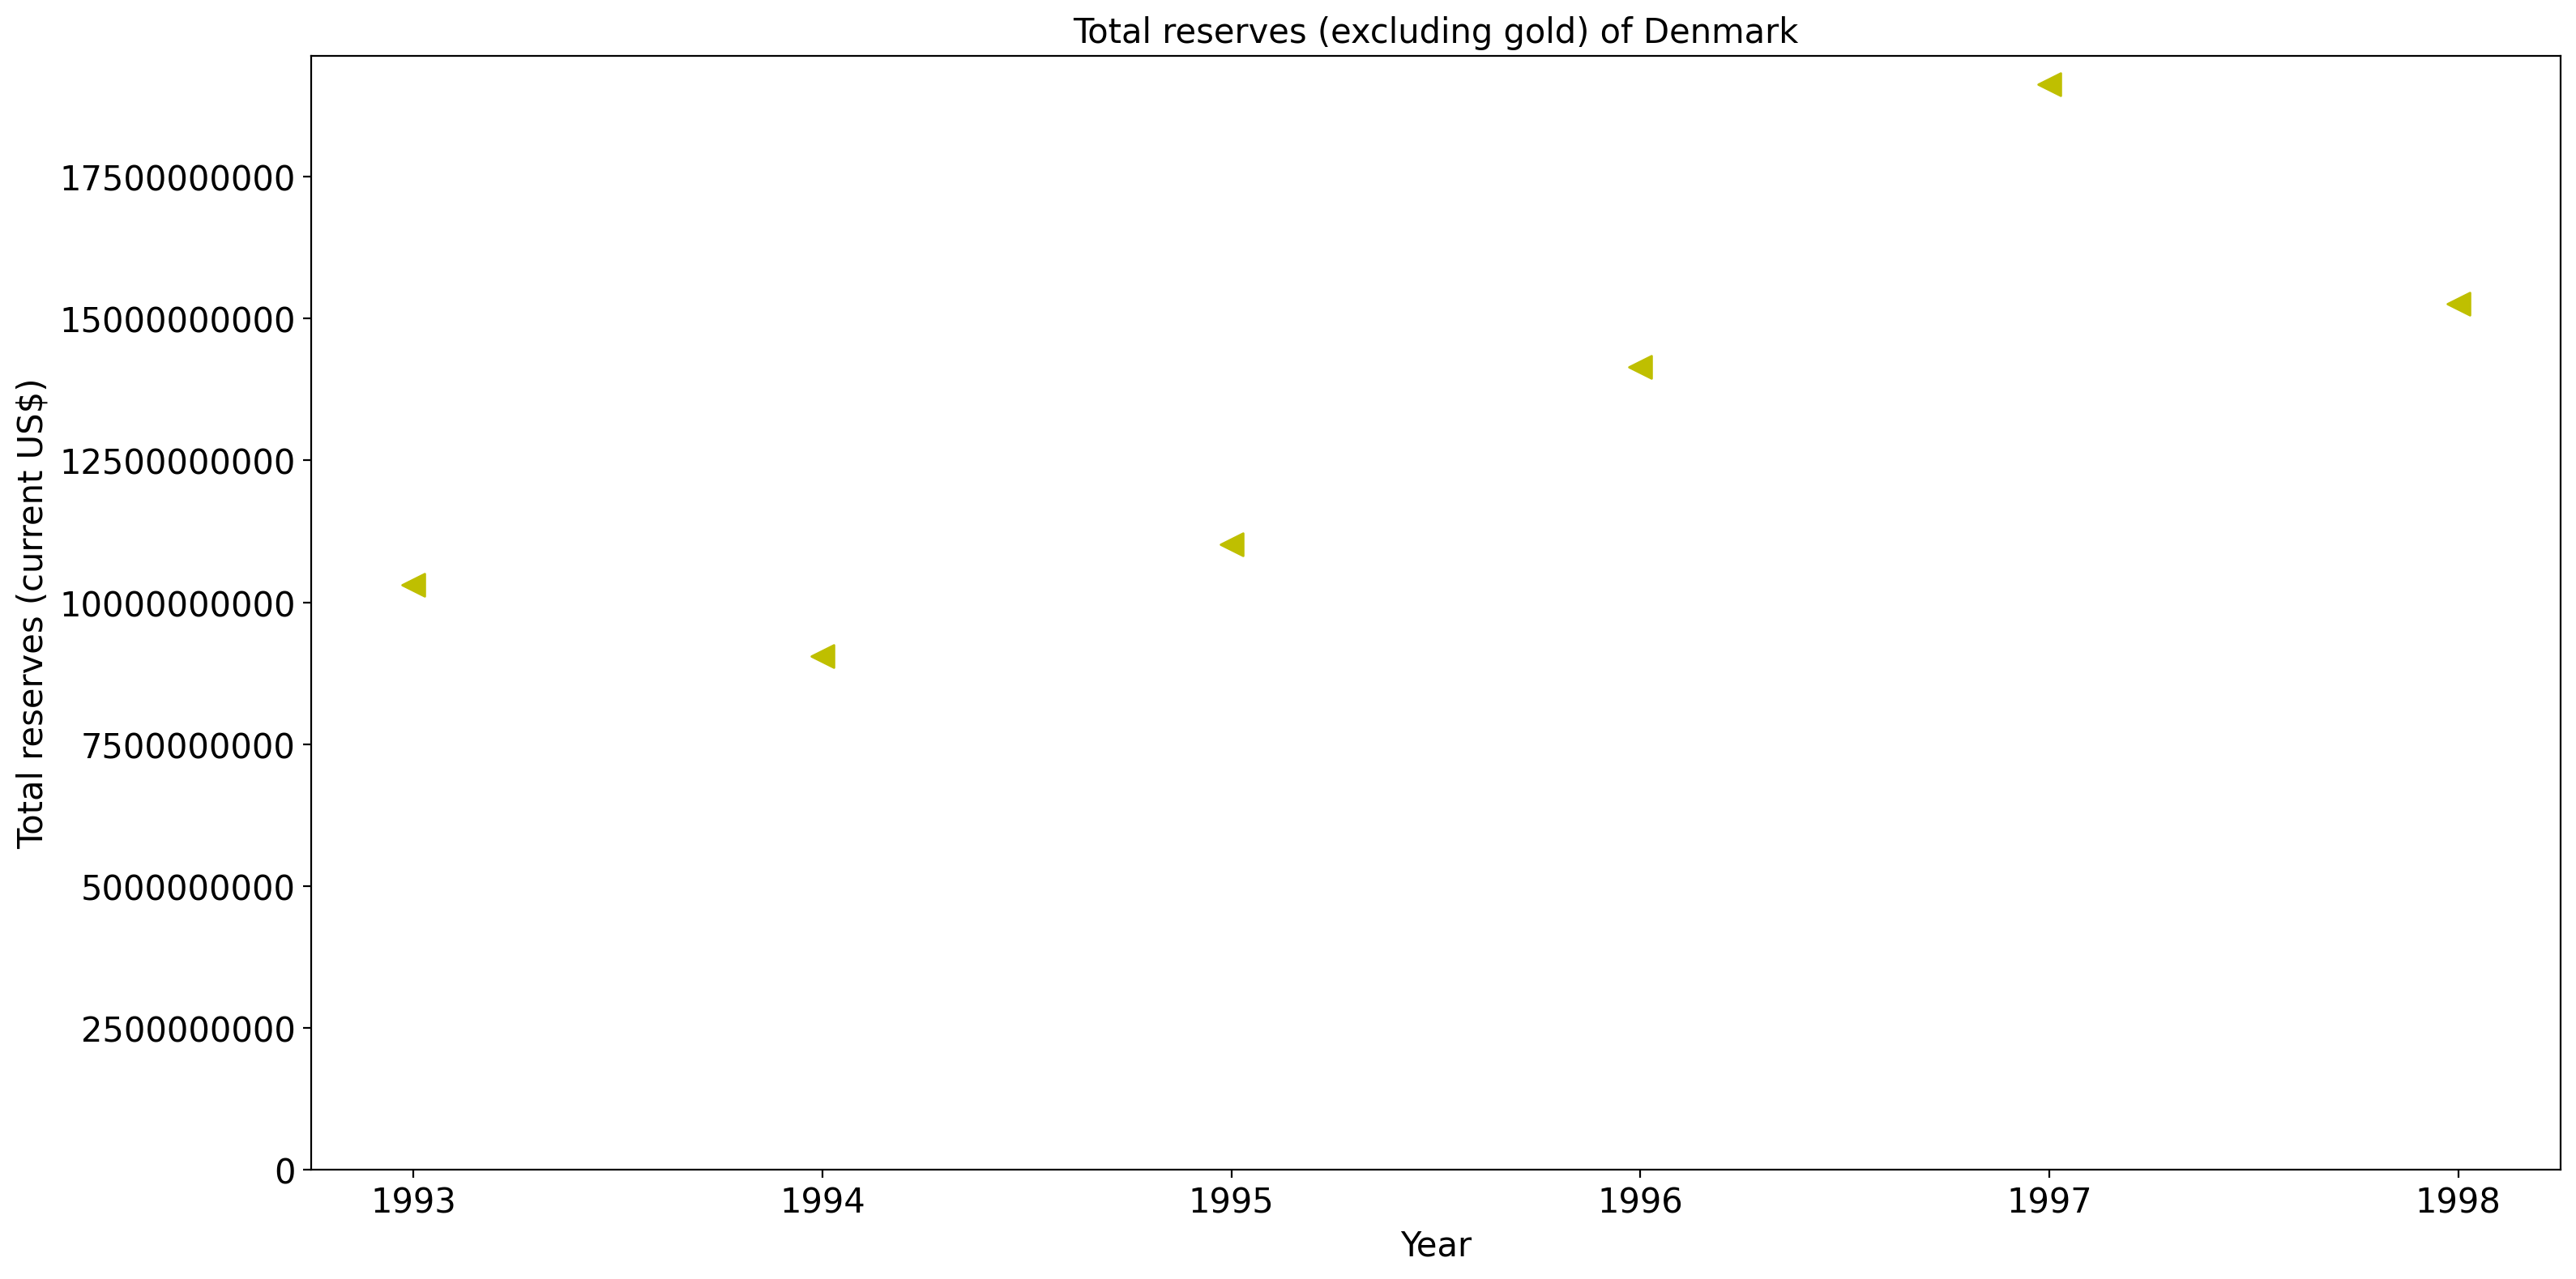 Total reserves (excluding gold) of Denmark
Total reserves (current US$)
17500000000
15000000000
12500000000
10000000000
7500000000
5000000000
2500000000
0
1993 1994 1995 1996 1997 1998
Year